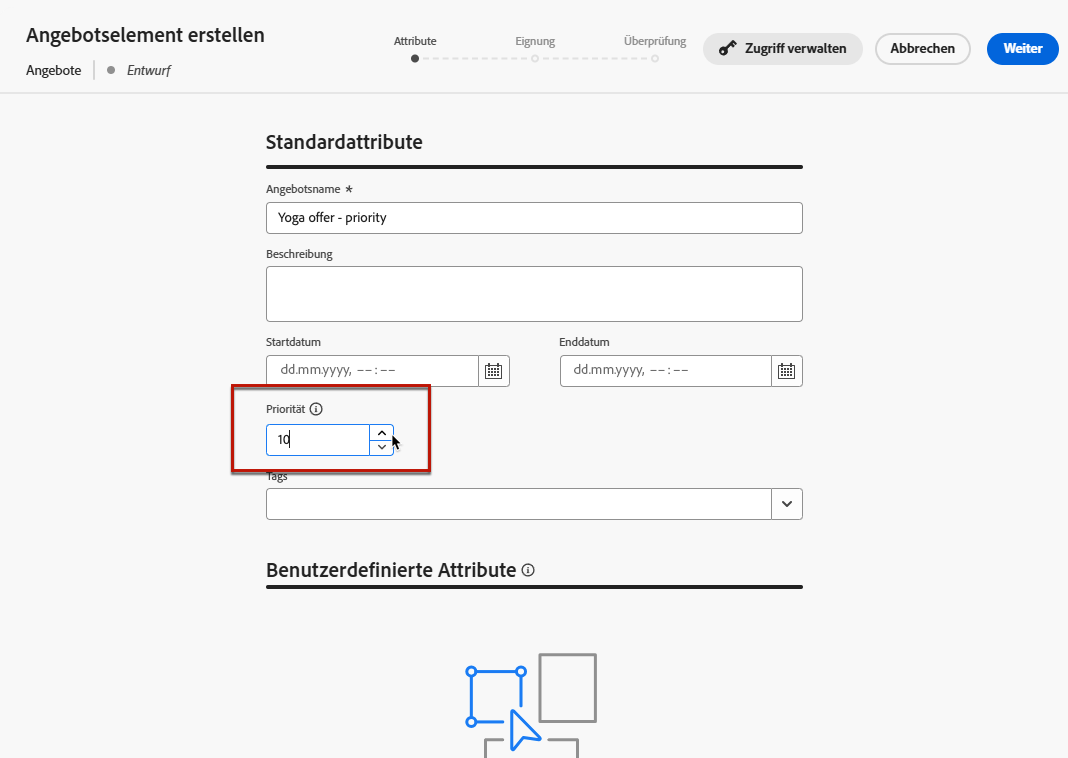 Angebotselement erstellen
Angebote
Entwurf
Attribute
Eignung
Überprüfung
Zugriff verwalten
Abbrechen
Weiter
Standardattribute
Angebotsname *
Yoga offer - priority
Beschreibung
Startdatum
Enddatum
dd.mm.yyyy, --:--
dd.mm.yyyy, --:--
Priorität
10
Tags
Benutzerdefinierte Attribute